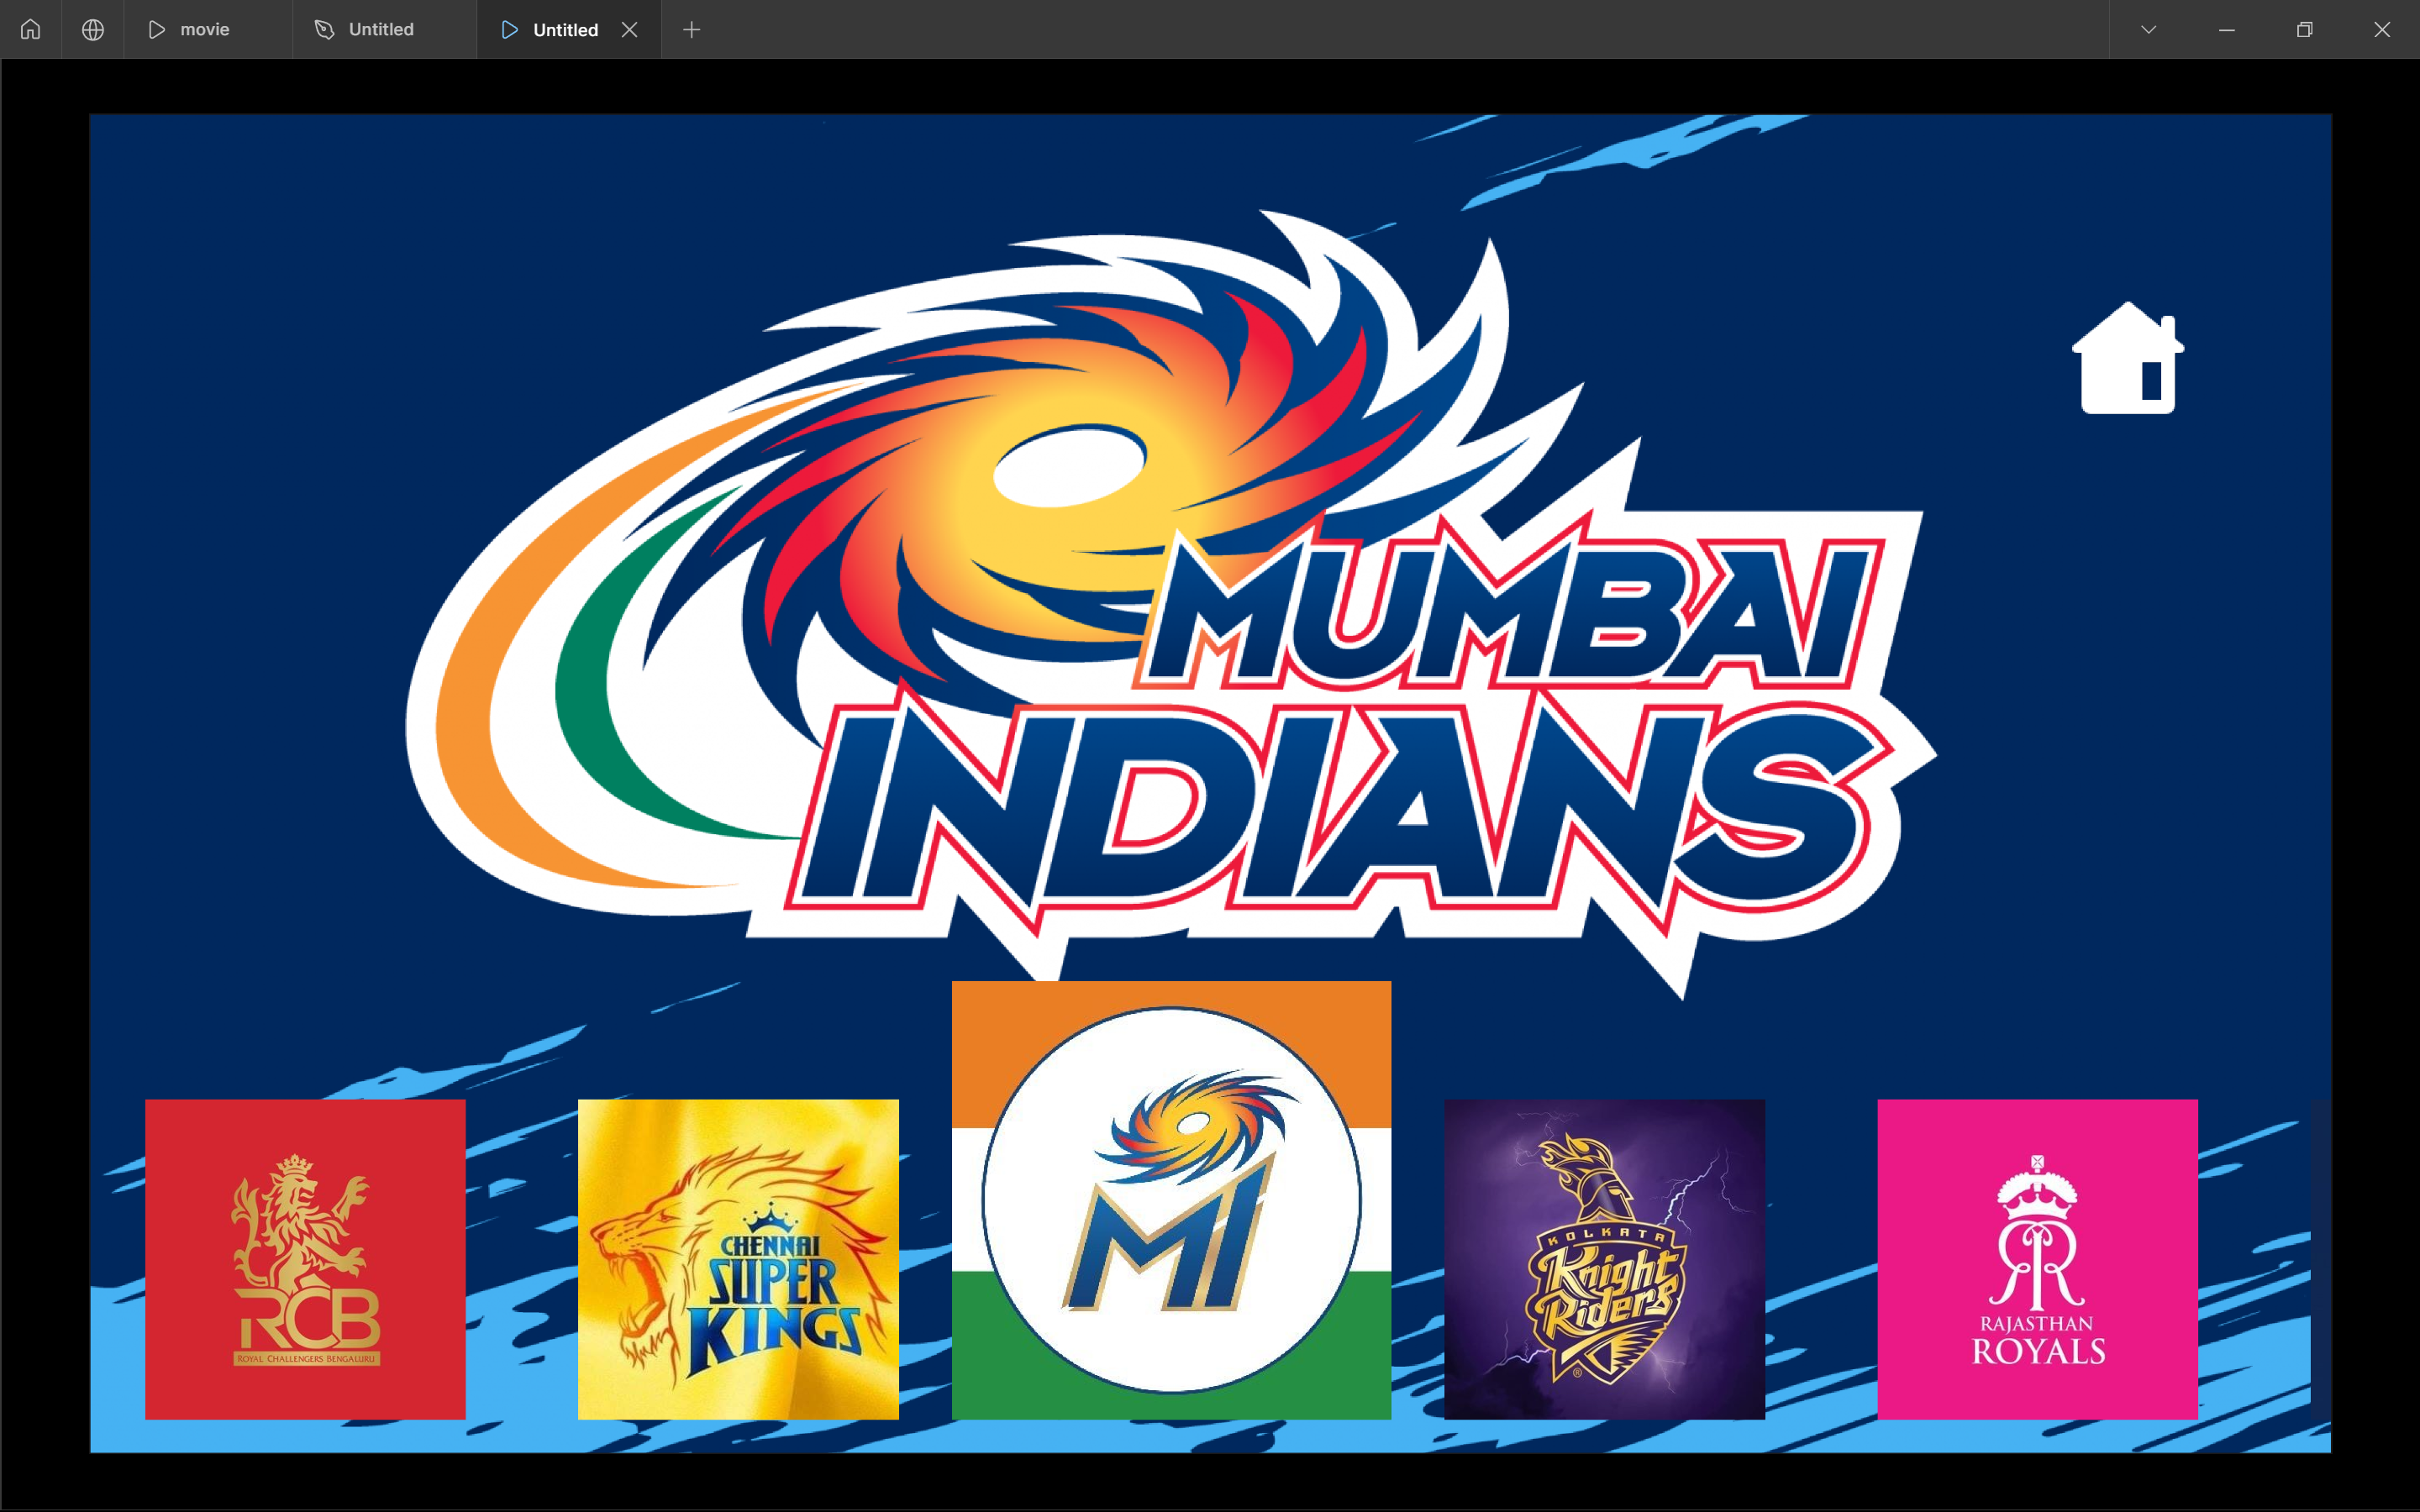 movie
Untitled
Untitled
MUMBAI
INDIANS
RCB
ROYAL CHALLENGERS BENGALURU
CHENNAI
SUPER
KINGS
MI
KOLKATA
Knight
Riders
®
RAJASTHAN
ROYALS